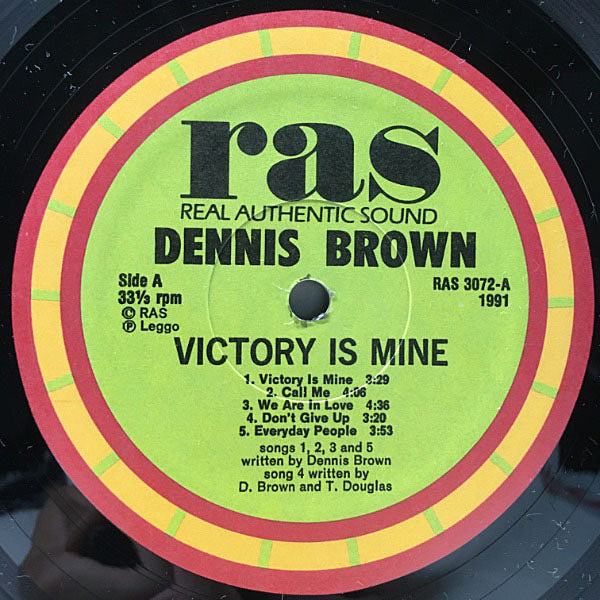 ras
REAL AUTHENTIC SOUND
DENNIS BROWN
Side A
33⅓ rpm
© RAS
℗ Leggo
RAS 3072-A
1991
VICTORY IS MINE
1. Victory Is Mine 3:29
2. Call Me 4:06
3. We Are in Love 4:36
4. Don't Give Up 3:20
5. Everyday People 3:53
songs 1, 2, 3 and 5
written by Dennis Brown
song 4 written by
D. Brown and T. Douglas